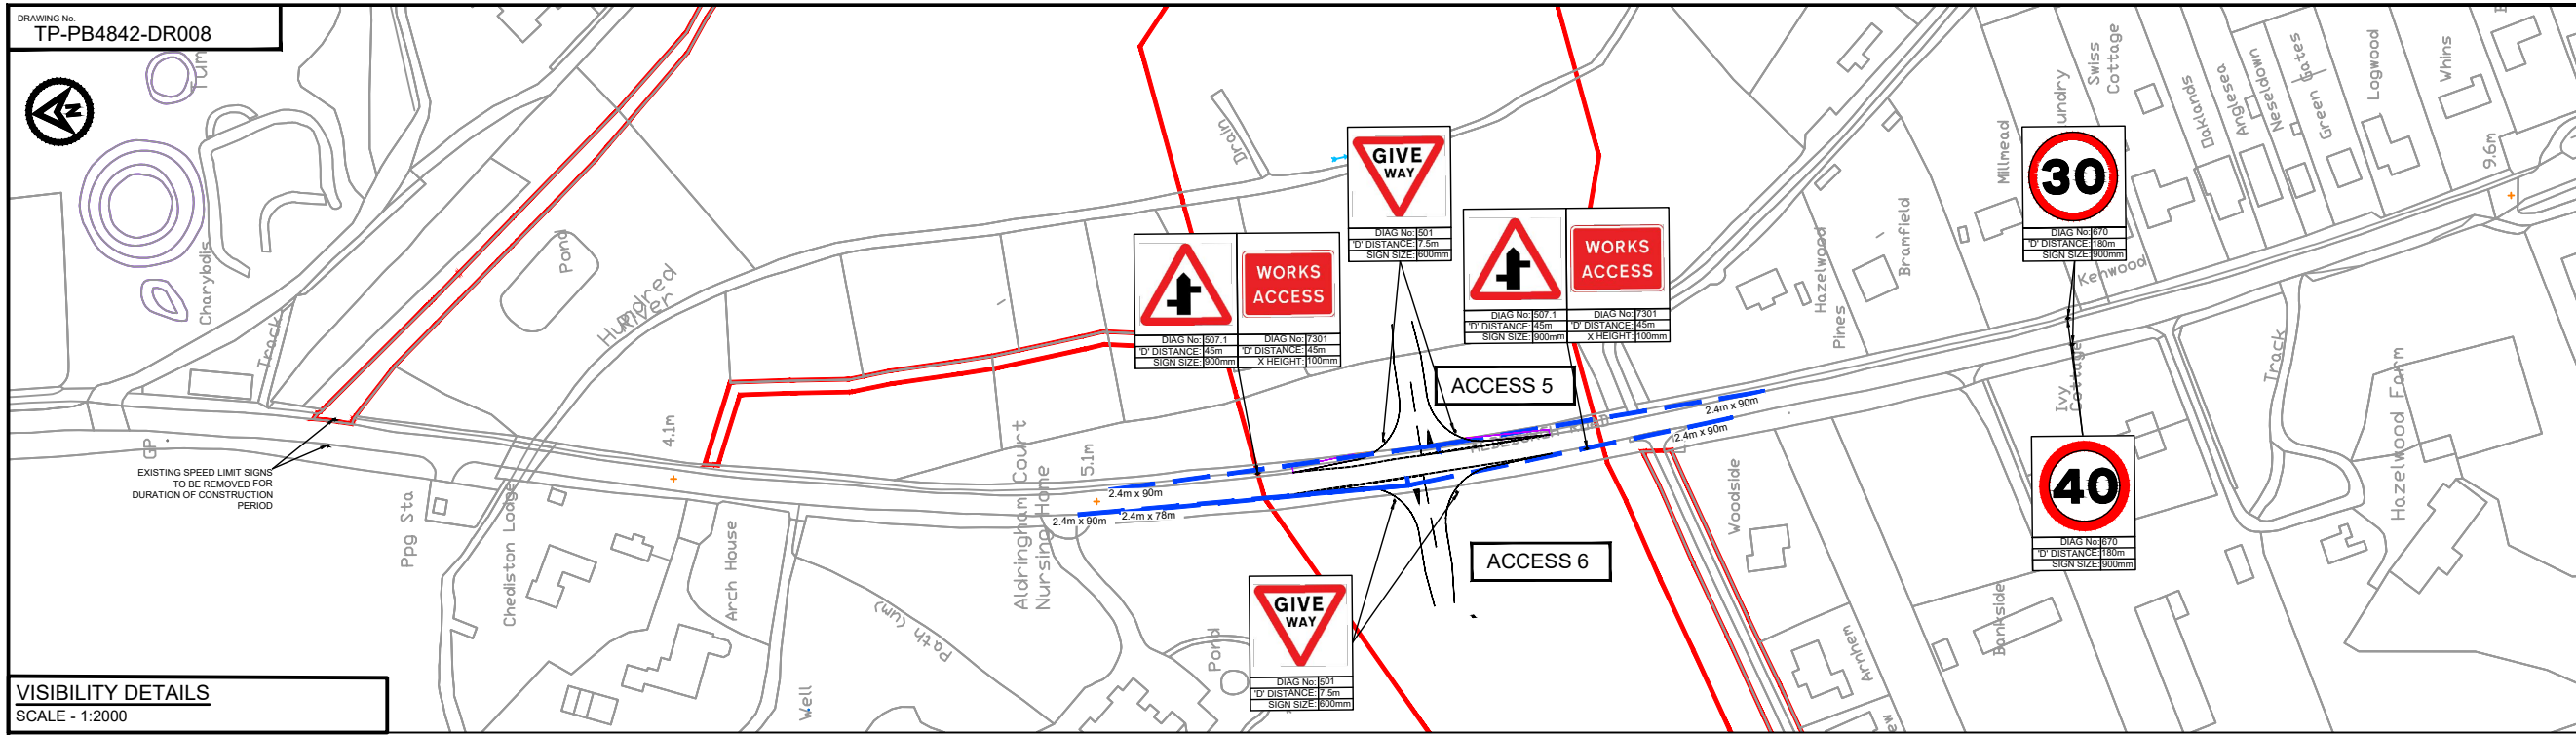 DRAWING No.
TP-PB4842-DR008
Tum
N
Charybdis
Track
Pond
Hundred
River
Drain
GP
EXISTING SPEED LIMIT SIGNS
TO BE REMOVED FOR
DURATION OF CONSTRUCTION
PERIOD
4.1m
Ppg Sta
Chediston Lodge
Arch House
Well
Path (um)
Aldringham Court
Nursing Home
5.1m
Pond
WORKS
ACCESS
DIAG No: 507.1
'D' DISTANCE: 45m
SIGN SIZE: 900mm
DIAG No: 7301
'D' DISTANCE: 45m
X HEIGHT: 100mm
GIVE
WAY
DIAG No: 501
'D' DISTANCE: 7.5m
SIGN SIZE: 600mm
WORKS
ACCESS
DIAG No: 507.1
'D' DISTANCE: 45m
SIGN SIZE: 900mm
DIAG No: 7301
'D' DISTANCE: 45m
X HEIGHT: 100mm
ACCESS 5
2.4m x 90m
2.4m x 90m
2.4m x 90m
2.4m x 90m
2.4m x 78m
ACCESS 6
GIVE
WAY
DIAG No: 501
'D' DISTANCE: 7.5m
SIGN SIZE: 600mm
Hazelwood
Pines
Bramfield
Millmead
undry
Swiss
Cottage
Oaklands
Anglesea
Neseldown
Green Gates
Logwood
Whins
9.6m
30
DIAG No: 670
'D' DISTANCE: 180m
SIGN SIZE: 900mm
Kenwood
Ivy
Cottage
40
DIAG No: 670
'D' DISTANCE: 180m
SIGN SIZE: 900mm
Track
Hazelwood Farm
Woodside
Arnhem
Bankside
ew
VISIBILITY DETAILS
SCALE - 1:2000